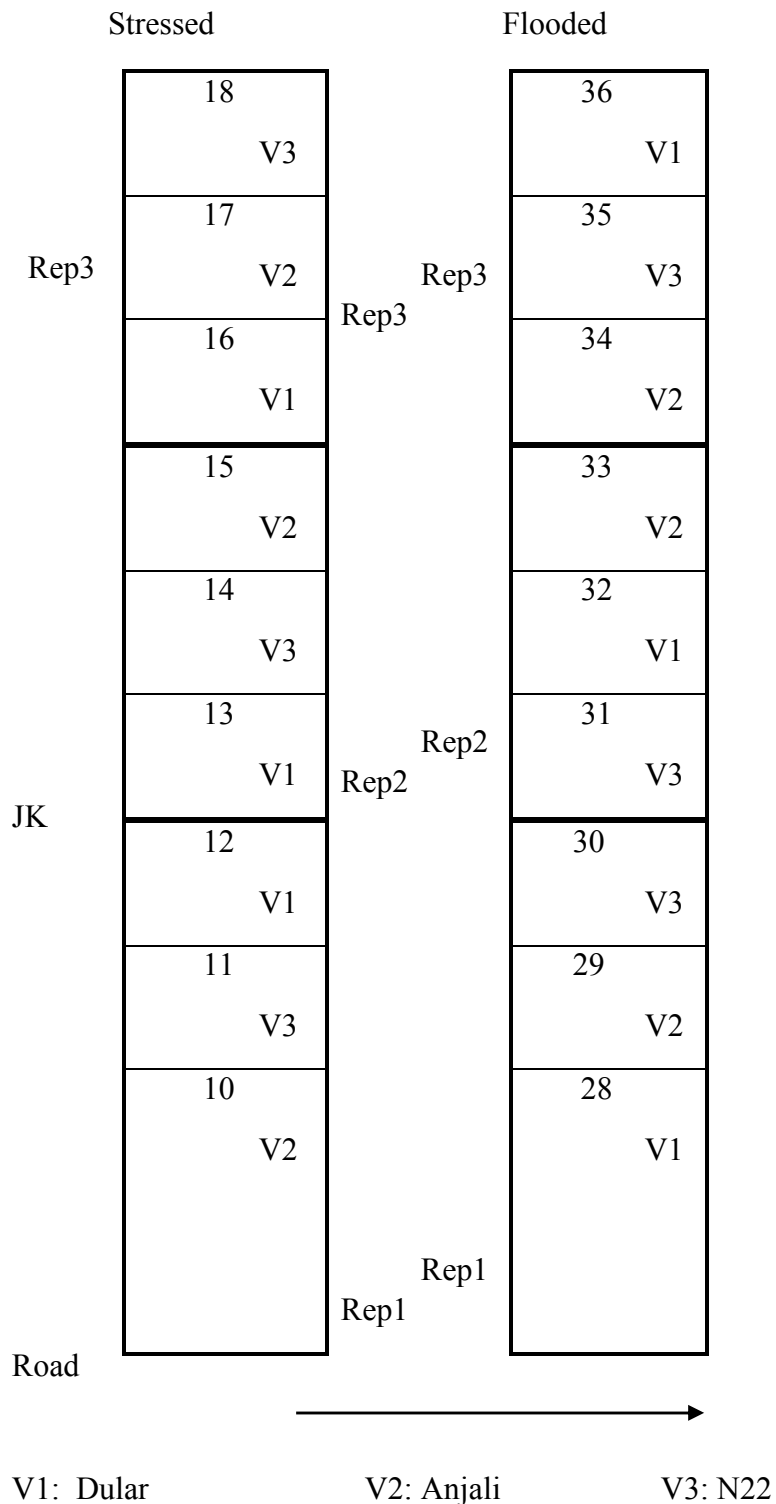 Stressed Flooded
18 36
V3 V1
17 35
Rep3 V2 Rep3 V3
Rep3
16 34
V1 V2
15 33
V2 V2
14 32
V3 V1
13 31
Rep2
V1 Rep2 V3
JK
12 30
V1 V3
11 29
V3 V2
10 28
V2 V1
Rep1
Rep1
Road
V1: Dular V2: Anjali V3: N22